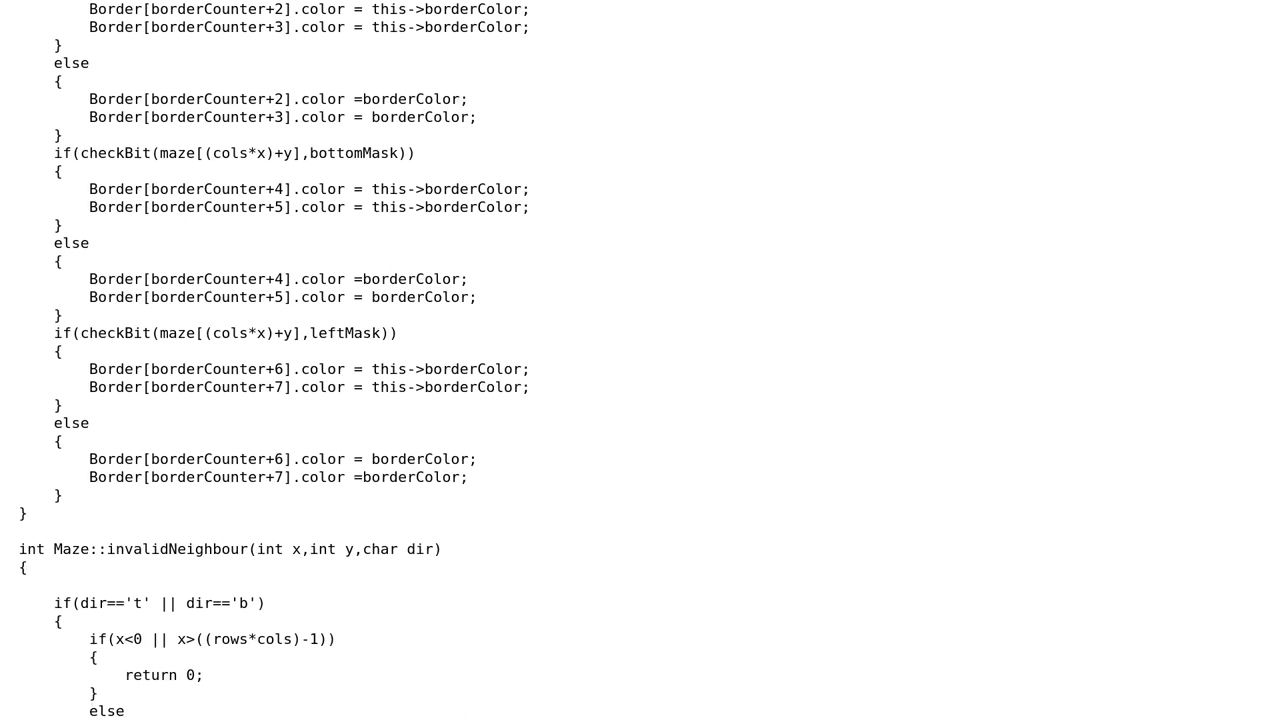 Border[borderCounter+2].color = this->borderColor;
        Border[borderCounter+3].color = this->borderColor;
    }
    else
    {
        Border[borderCounter+2].color =borderColor;
        Border[borderCounter+3].color = borderColor;
    }
    if(checkBit(maze[(cols*x)+y],bottomMask))
    {
        Border[borderCounter+4].color = this->borderColor;
        Border[borderCounter+5].color = this->borderColor;
    }
    else
    {
        Border[borderCounter+4].color =borderColor;
        Border[borderCounter+5].color = borderColor;
    }
    if(checkBit(maze[(cols*x)+y],leftMask))
    {
        Border[borderCounter+6].color = this->borderColor;
        Border[borderCounter+7].color = this->borderColor;
    }
    else
    {
        Border[borderCounter+6].color = borderColor;
        Border[borderCounter+7].color =borderColor;
    }
}

int Maze::invalidNeighbour(int x,int y,char dir)
{

    if(dir=='t' || dir=='b')
    {
        if(x<0 || x>((rows*cols)-1))
        {
            return 0;
        }
        else